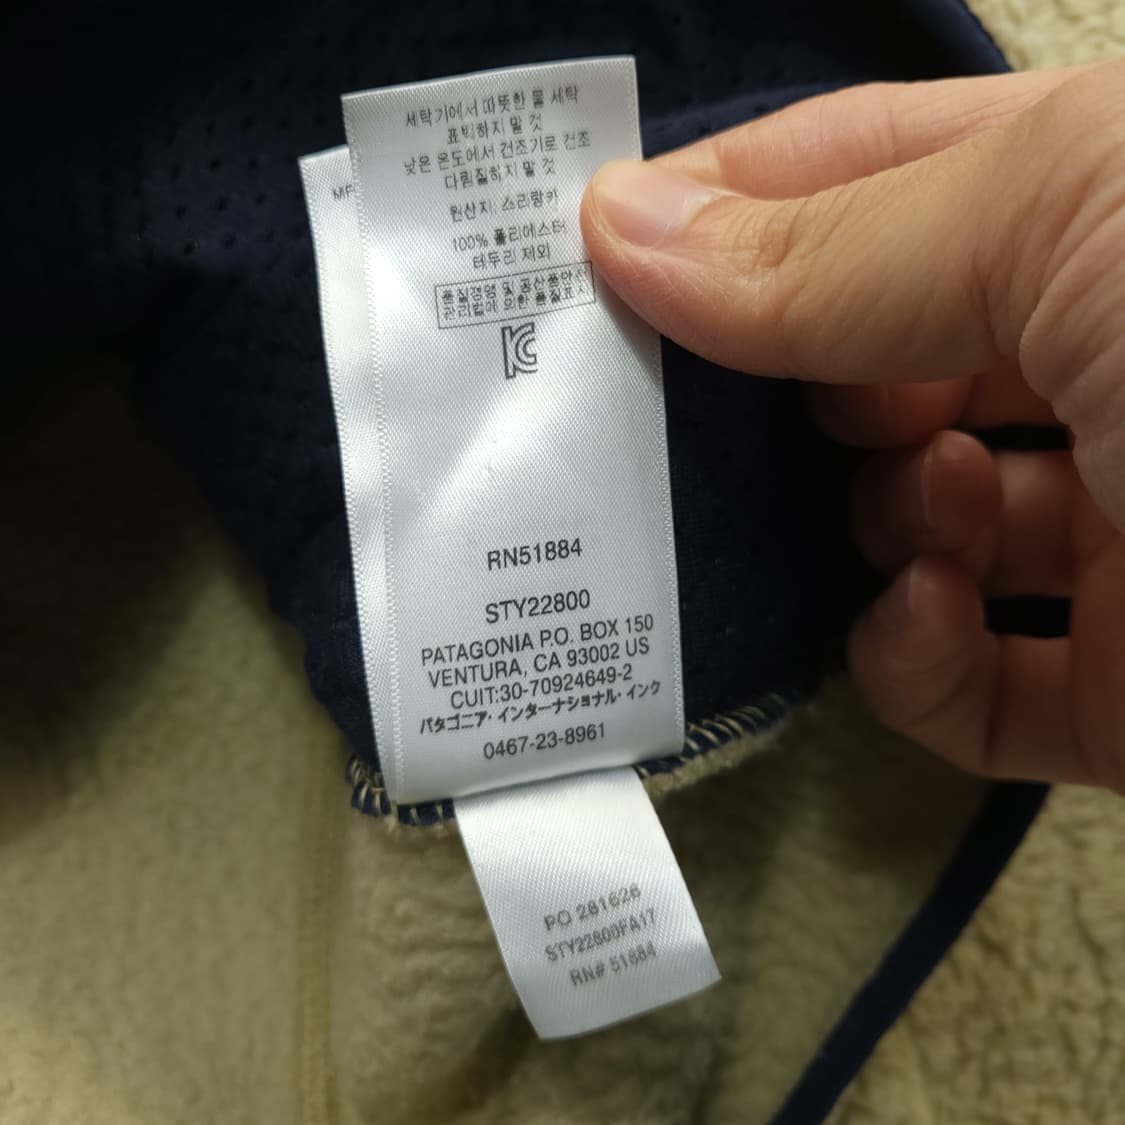 세탁기에서 따뜻한 물 세탁
표빅하지 말 것
낮은 온도에서 건조기로 건조
다림질하지 말 것
원산지: 스리랑카
100% 폴리에스터
테두리 제외
품질경영 및 공산품안전
관리법에 의한 품질표시
RN51884
STY22800
PATAGONIA P.O. BOX 150
VENTURA, CA 93002 US
CUIT:30-70924649-2
パタゴニア・インターナショナル・インク
0467-23-8961
PO 281628
STY22800FA17
RN# 51884